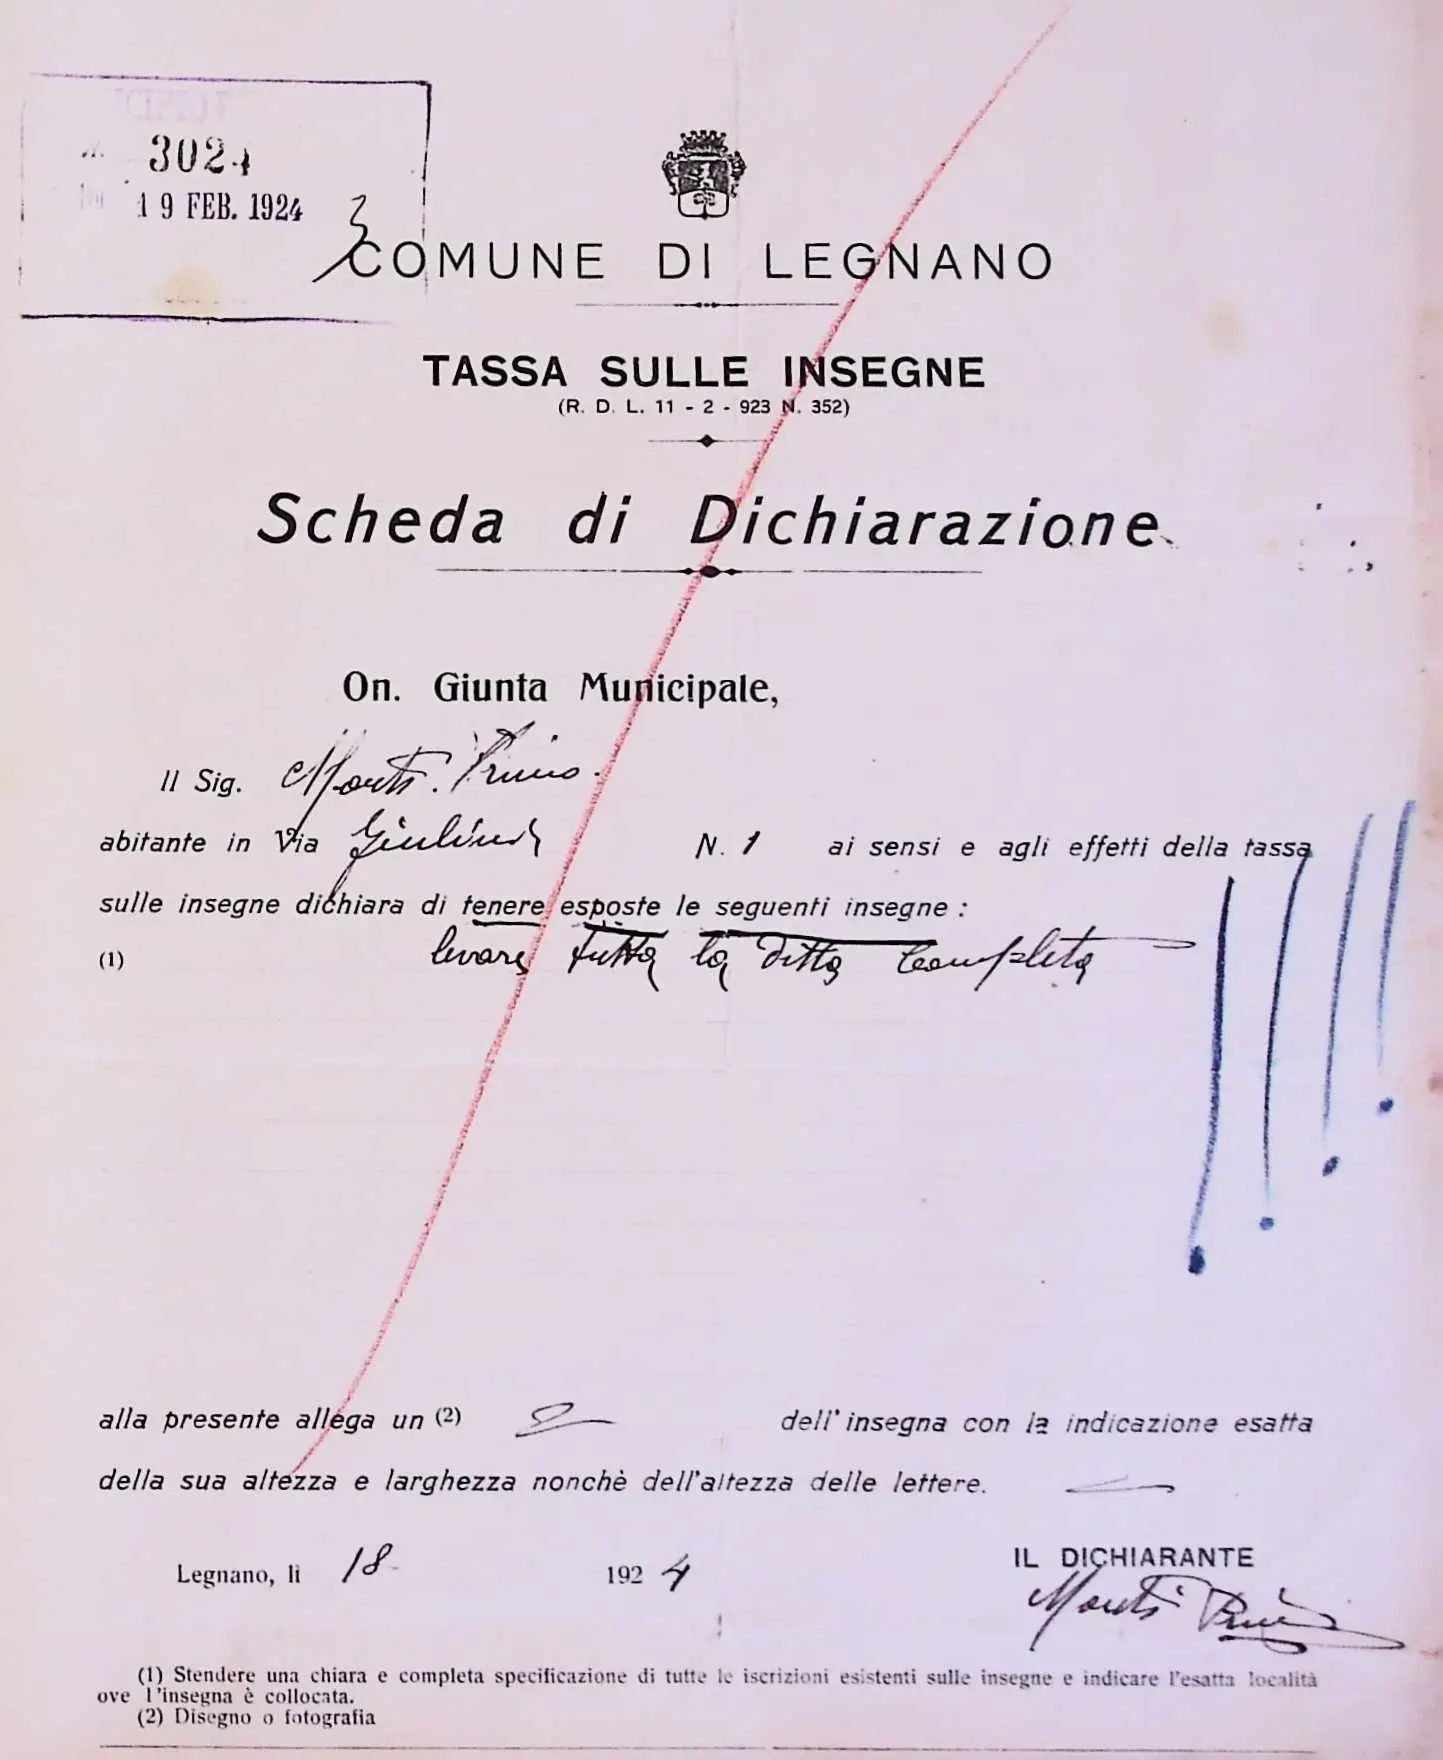 3024
19 FEB. 1924
COMUNE DI LEGNANO
TASSA SULLE INSEGNE
(R. D. L. 11 - 2 - 923 N. 352)
Scheda di Dichiarazione
On. Giunta Municipale,
Il Sig. Monti Primo
abitante in Via Giulini N. 1 ai sensi e agli effetti della tassa
sulle insegne dichiara di tenere esposte le seguenti insegne :
(1) levare tutta la ditta completa
alla presente allega un (2) dell'insegna con la indicazione esatta
della sua altezza e larghezza nonchè dell'altezza delle lettere.
Legnano, lì 18 1924
IL DICHIARANTE
Monti Primo
(1) Stendere una chiara e completa specificazione di tutte le iscrizioni esistenti sulle insegne e indicare l'esatta località
ove l'insegna è collocata.
(2) Disegno o fotografia